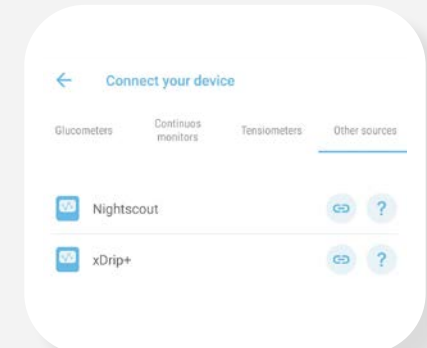 Connect your device
Glucometers
Continuos
monitors
Tensiometers
Other sources
Nightscout
?
xDrip+
?